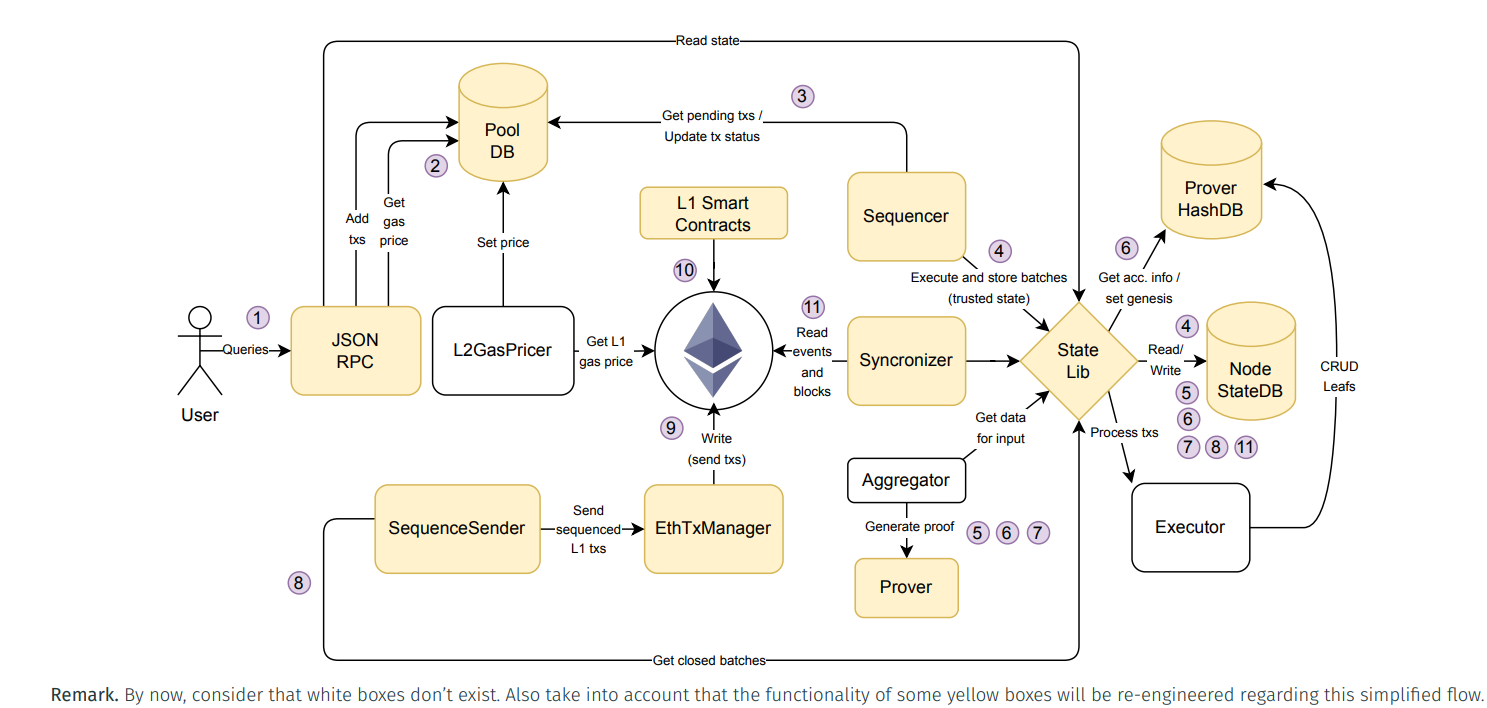 Read state
3
Pool
DB
Get pending txs /
Update tx status
2
Add
txs
Get
gas
price
Set price
L1 Smart
Contracts
10
Sequencer
4
Execute and store batches
(trusted state)
6
Get acc. info /
set genesis
Prover
HashDB
User
1
Queries
JSON
RPC
L2GasPricer
Get L1
gas price
11
Read
events
and
blocks
Syncronizer
State
Lib
4
Read/
Write
5
6
7 8 11
Node
StateDB
CRUD
Leafs
9
Write
(send txs)
Get data
for input
Process txs
Aggregator
Generate proof
5 6 7
Prover
Executor
SequenceSender
Send
sequenced
L1 txs
EthTxManager
8
Get closed batches
Remark. By now, consider that white boxes don't exist. Also take into account that the functionality of some yellow boxes will be re-engineered regarding this simplified flow.